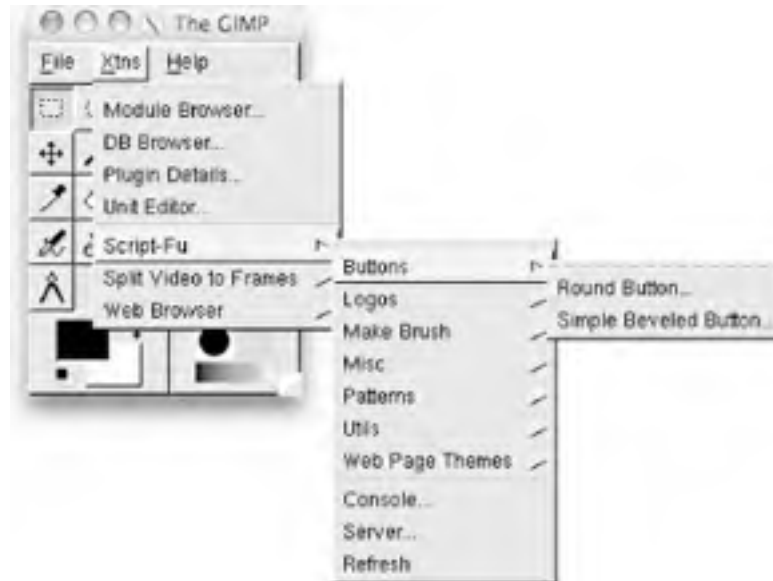 The GIMP
File Xtns Help
Module Browser...
DB Browser...
Plugin Details...
Unit Editor...
Script-Fu
Split Video to Frames
Web Browser
Buttons
Logos
Make Brush
Misc
Patterns
Utils
Web Page Themes
Console...
Server...
Refresh
Round Button...
Simple Beveled Button...